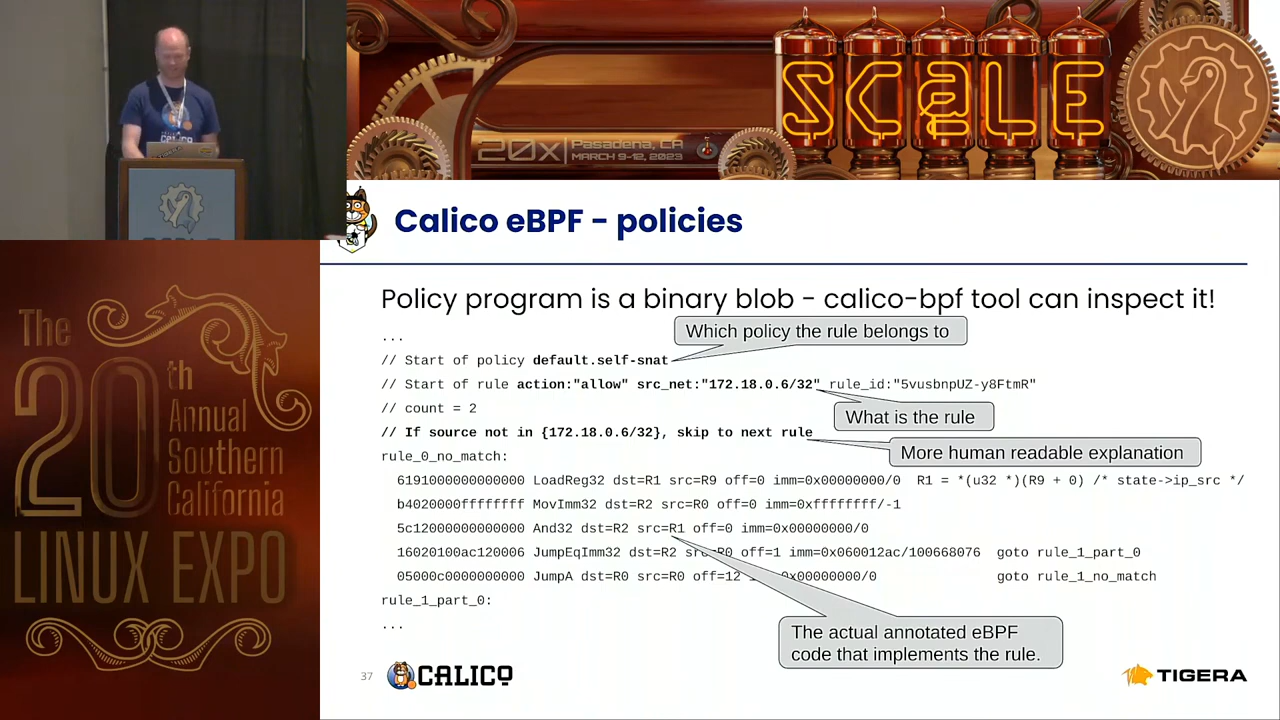 SCaLE
20x
Pasadena, CA
MARCH 9-12, 2023
CALICO
The
20th
Annual
Southern
California
LINUX EXPO
Calico eBPF - policies
Policy program is a binary blob - calico-bpf tool can inspect it!
...
Which policy the rule belongs to
// Start of policy default.self-snat
// Start of rule action:"allow" src_net:"172.18.0.6/32" rule_id:"5vusbnpUZ-y8FtmR"
// count = 2
What is the rule
// If source not in {172.18.0.6/32}, skip to next rule
More human readable explanation
rule_0_no_match:
6191000000000000 LoadReg32 dst=R1 src=R9 off=0 imm=0x00000000/0 R1 = *(u32 *)(R9 + 0) /* state->ip_src */
b4020000ffffffff MovImm32 dst=R2 src=R0 off=0 imm=0xffffffff/-1
5c12000000000000 And32 dst=R2 src=R1 off=0 imm=0x00000000/0
16020100ac120006 JumpEqImm32 dst=R2 src=R0 off=1 imm=0x060012ac/100668076 goto rule_1_part_0
05000c0000000000 JumpA dst=R0 src=R0 off=12 imm=0x00000000/0 goto rule_1_no_match
rule_1_part_0:
...
The actual annotated eBPF
code that implements the rule.
37
CALICO
TIGERA